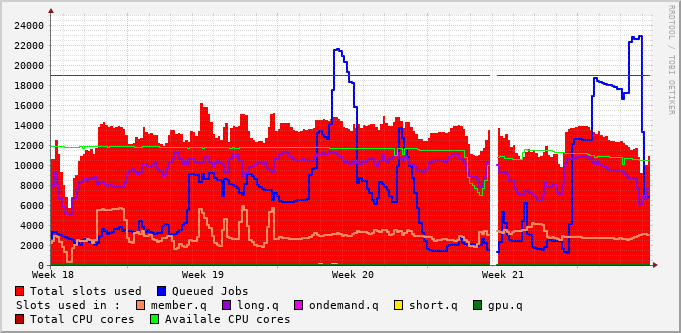 24000
22000
20000
18000
16000
14000
12000
10000
8000
6000
4000
2000
0
Week 18 Week 19 Week 20 Week 21
Total slots used Queued Jobs
Slots used in : member.q long.q ondemand.q short.q gpu.q
Total CPU cores Availale CPU cores
RRDTOOL / TOBI OETIKER